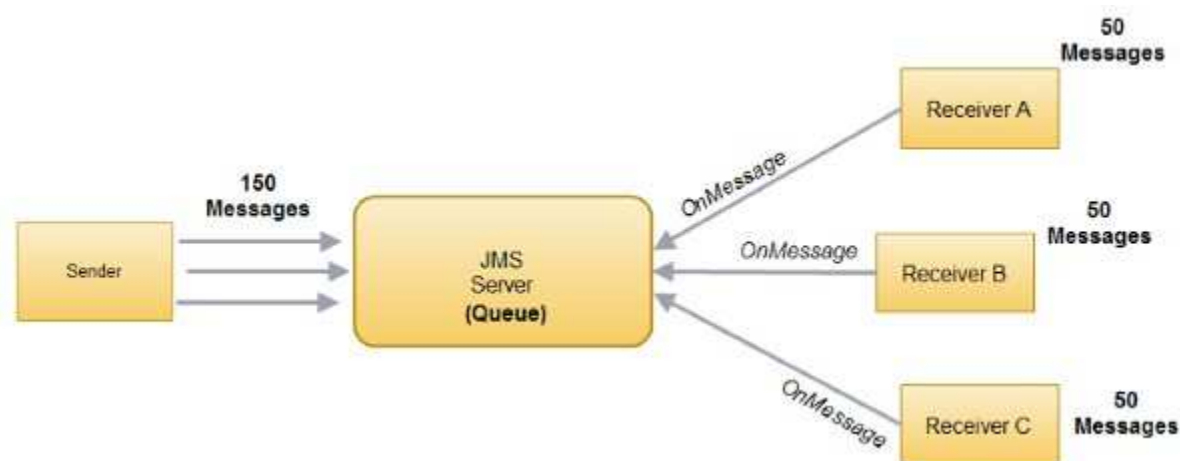 Sender
150
Messages
JMS
Server
(Queue)
OnMessage
OnMessage
OnMessage
50
Messages
Receiver A
50
Messages
Receiver B
50
Messages
Receiver C